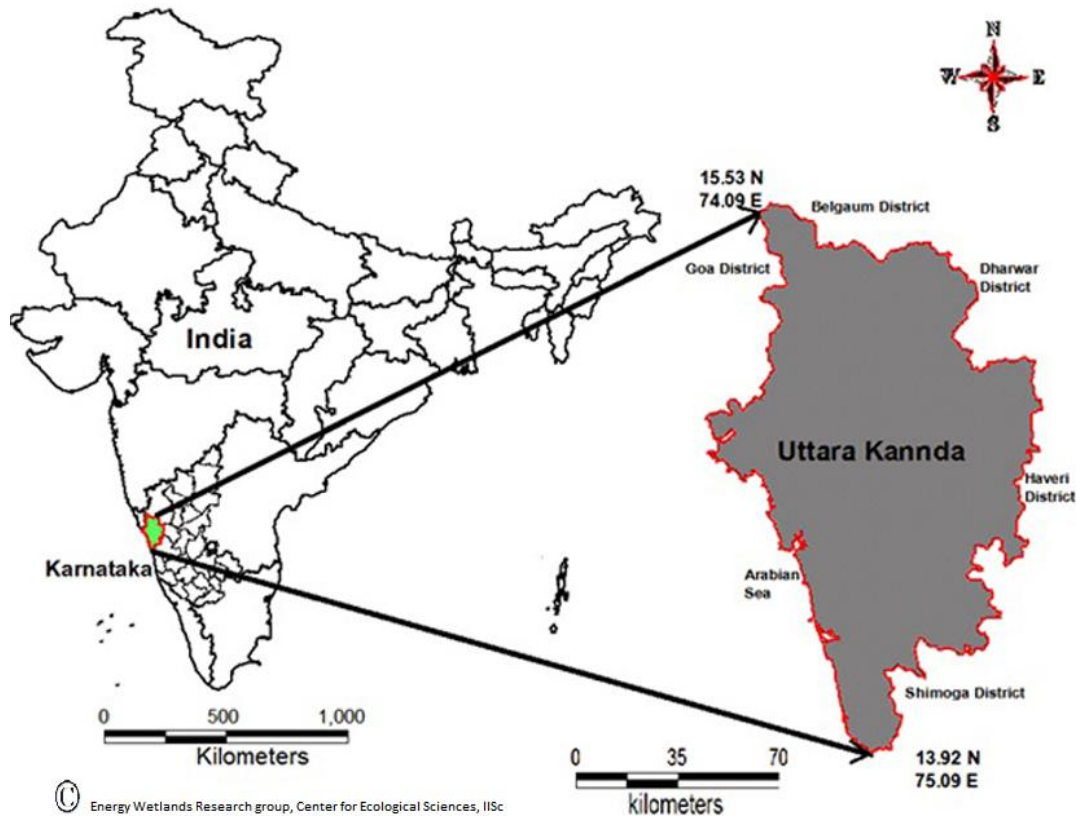 N
W E
S
15.53 N
74.09 E
Belgaum District
Goa District
Dharwar
District
India
Uttara Kannda
Haveri
District
Karnataka
Arabian
Sea
Shimoga District
0 500 1,000
Kilometers
0 35 70
kilometers
13.92 N
75.09 E
© Energy Wetlands Research group, Center for Ecological Sciences, IISc